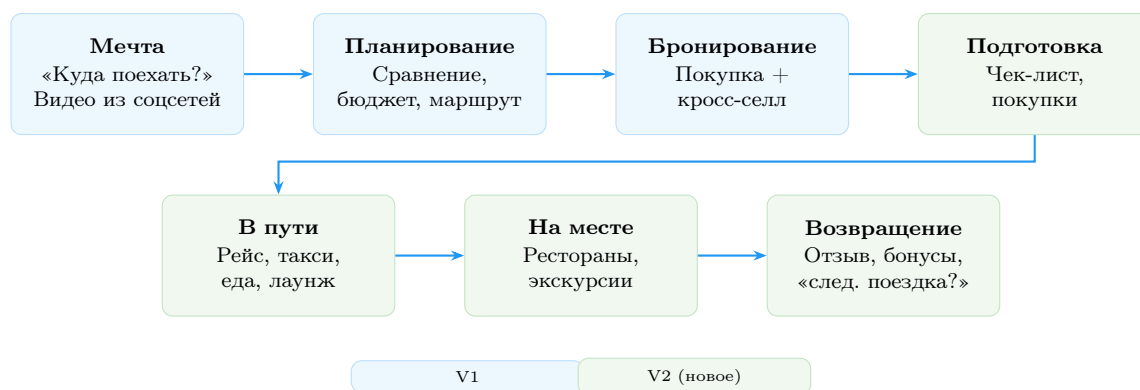 Мечта
«Куда поехать?»
Видео из соцсетей
Планирование
Сравнение,
бюджет, маршрут
Бронирование
Покупка +
кросс-селл
Подготовка
Чек-лист,
покупки
В пути
Рейс, такси,
еда, лаунж
На месте
Рестораны,
экскурсии
Возвращение
Отзыв, бонусы,
«след. поездка?»
V1
V2 (новое)